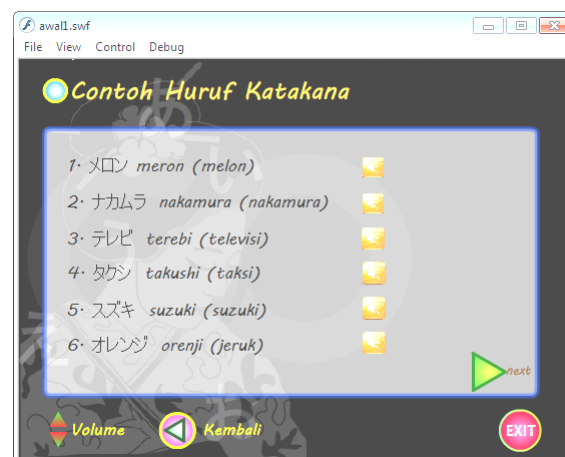 awal1.swf
File View Control Debug
Contoh Huruf Katakana
1. メロン meron (melon)
2. ナカムラ nakamura (nakamura)
3. テレビ terebi (televisi)
4. タクシ takushi (taksi)
5. スズキ suzuki (suzuki)
6. オレンジ orenji (jeruk)
next
Volume Kembali EXIT